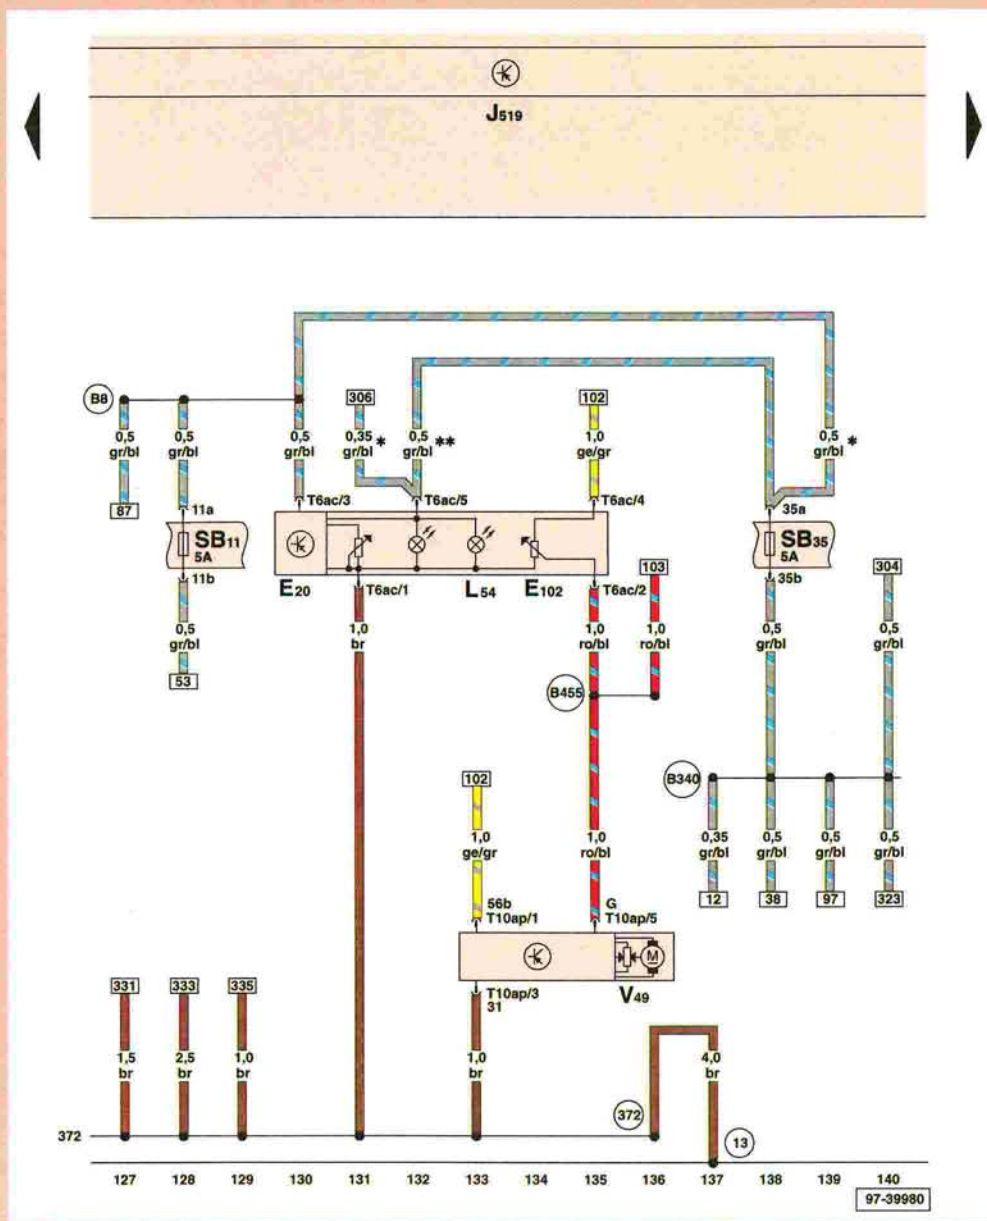 J519
B8
306
102
0,5 gr/bl
0,5 gr/bl
0,5 gr/bl
0,35 gr/bl *
0,5 gr/bl **
1,0 ge/gr
0,5 gr/bl *
87
11a
T6ac/3
T6ac/5
T6ac/4
35a
SB11
5A
SB35
5A
11b
E20
T6ac/1
L54
E102
T6ac/2
103
35b
304
0,5 gr/bl
1,0 br
1,0 ro/bl
1,0 ro/bl
0,5 gr/bl
0,5 gr/bl
53
B455
102
B340
1,0 ge/gr
1,0 ro/bl
0,35 gr/bl
0,5 gr/bl
0,5 gr/bl
0,5 gr/bl
12
38
97
323
56b
T10ap/1
G
T10ap/5
M
331
333
335
T10ap/3
31
V49
1,5 br
2,5 br
1,0 br
1,0 br
4,0 br
372
372
13
127 128 129 130 131 132 133 134 135 136 137 138 139 140
97-39980